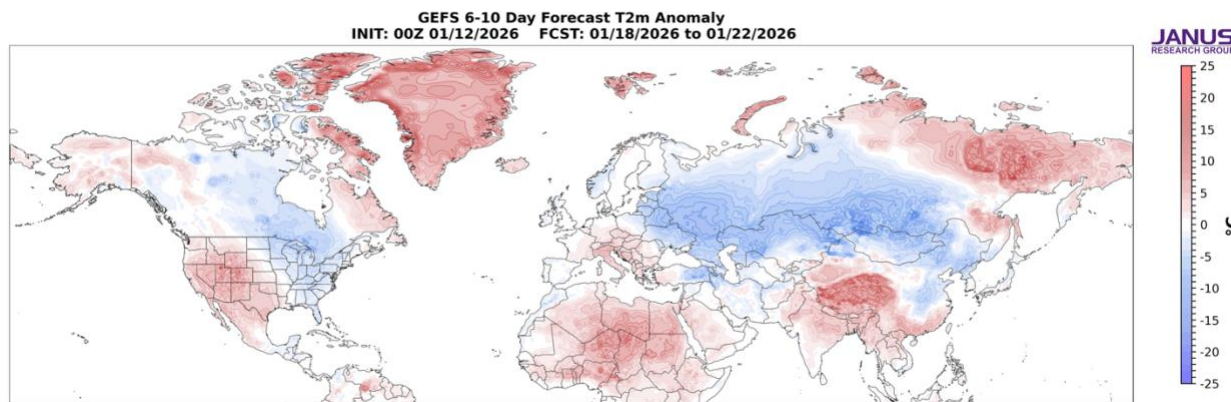 GEFS 6-10 Day Forecast T2m Anomaly
INIT: 00Z 01/12/2026 FCST: 01/18/2026 to 01/22/2026
JANUS
RESEARCH GROUP
25
20
15
10
5
0
-5
-10
-15
-20
-25
°C